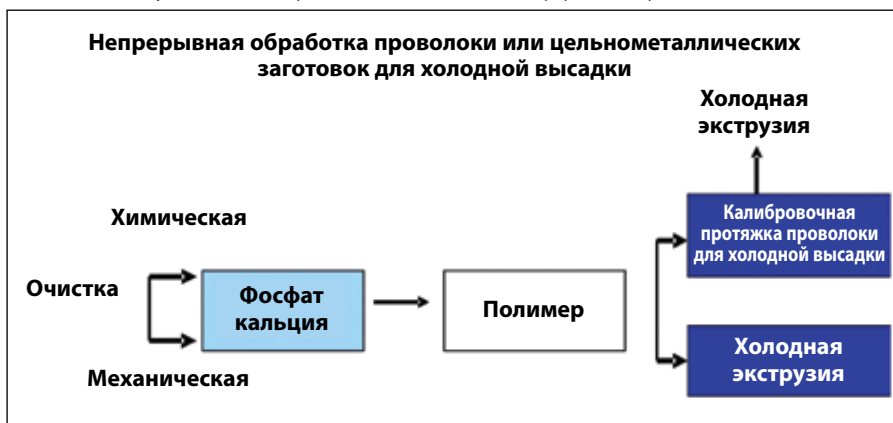 Непрерывная обработка проволоки или цельнометаллических
заготовок для холодной высадки
Холодная
экструзия
Химическая
Калибровочная
протяжка проволоки
для холодной высадки
Очистка
Фосфат
кальция
Полимер
Механическая
Холодная
экструзия